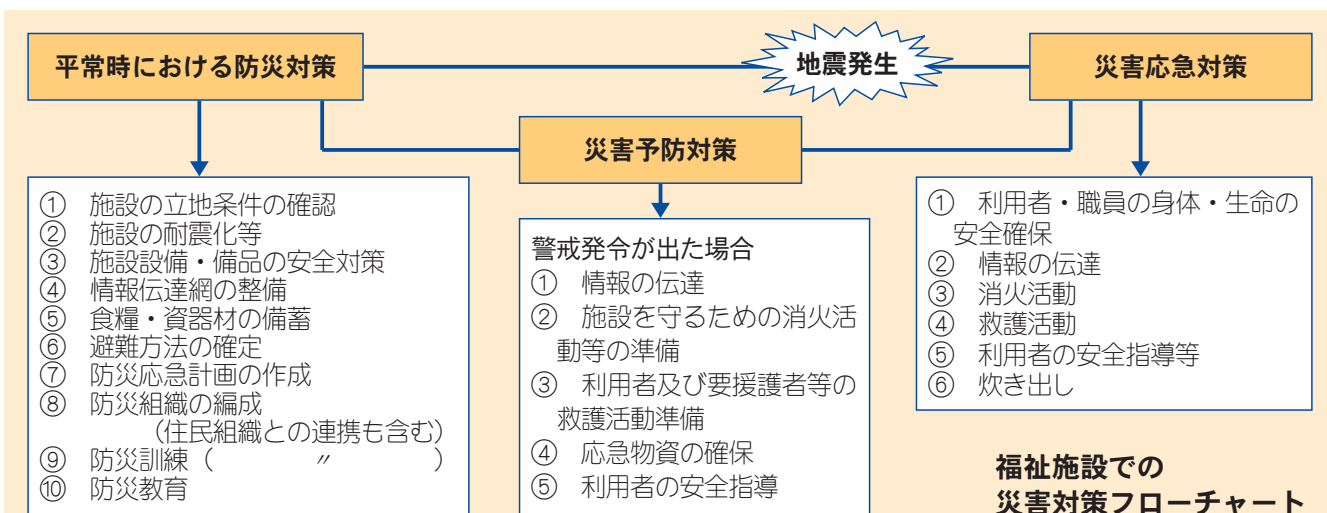 平常時における防災対策
地震発生
災害応急対策
災害予防対策
① 施設の立地条件の確認
② 施設の耐震化等
③ 施設設備・備品の安全対策
④ 情報伝達網の整備
⑤ 食糧・資器材の備蓄
⑥ 避難方法の確定
⑦ 防災応急計画の作成
⑧ 防災組織の編成
(住民組織との連携も含む)
⑨ 防災訓練( 〃 )
⑩ 防災教育
警戒発令が出た場合
① 情報の伝達
② 施設を守るための消火活
動等の準備
③ 利用者及び要援護者等の
救護活動準備
④ 応急物資の確保
⑤ 利用者の安全指導
① 利用者・職員の身体・生命の
安全確保
② 情報の伝達
③ 消火活動
④ 救護活動
⑤ 利用者の安全指導等
⑥ 炊き出し
福祉施設での
災害対策フローチャート